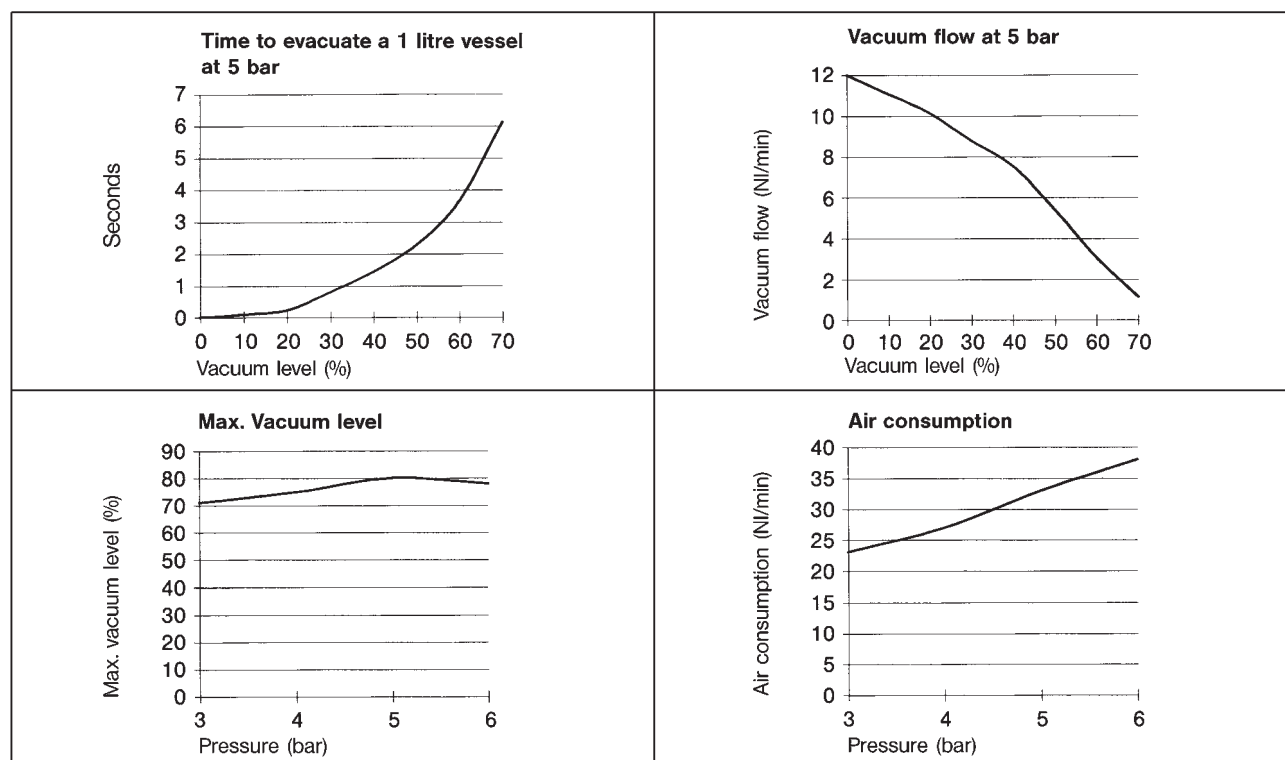 Time to evacuate a 1 litre vessel
at 5 bar
7
6
5
4
3
2
1
0
Seconds
0 10 20 30 40 50 60 70
Vacuum level (%)
Vacuum flow at 5 bar
12
10
8
6
4
2
0
Vacuum flow (Nl/min)
0 10 20 30 40 50 60 70
Vacuum level (%)
Max. Vacuum level
90
80
70
60
50
40
30
20
10
0
Max. vacuum level (%)
3 4 5 6
Pressure (bar)
Air consumption
40
35
30
25
20
15
10
5
0
Air consumption (Nl/min)
3 4 5 6
Pressure (bar)